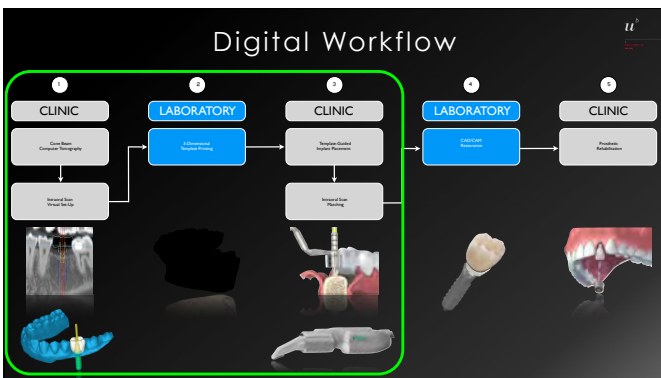 u^b
Digital Workflow
1
2
3
4
5
CLINIC
LABORATORY
CLINIC
LABORATORY
CLINIC
Cone Beam
Computer Tomography
3-Dimensional
Template Printing
Template-Guided
Implant Placement
CAD/CAM
Restoration
Prosthetic
Rehabilitation
Intraoral Scan
Virtual Set-Up
Intraoral Scan
Matching